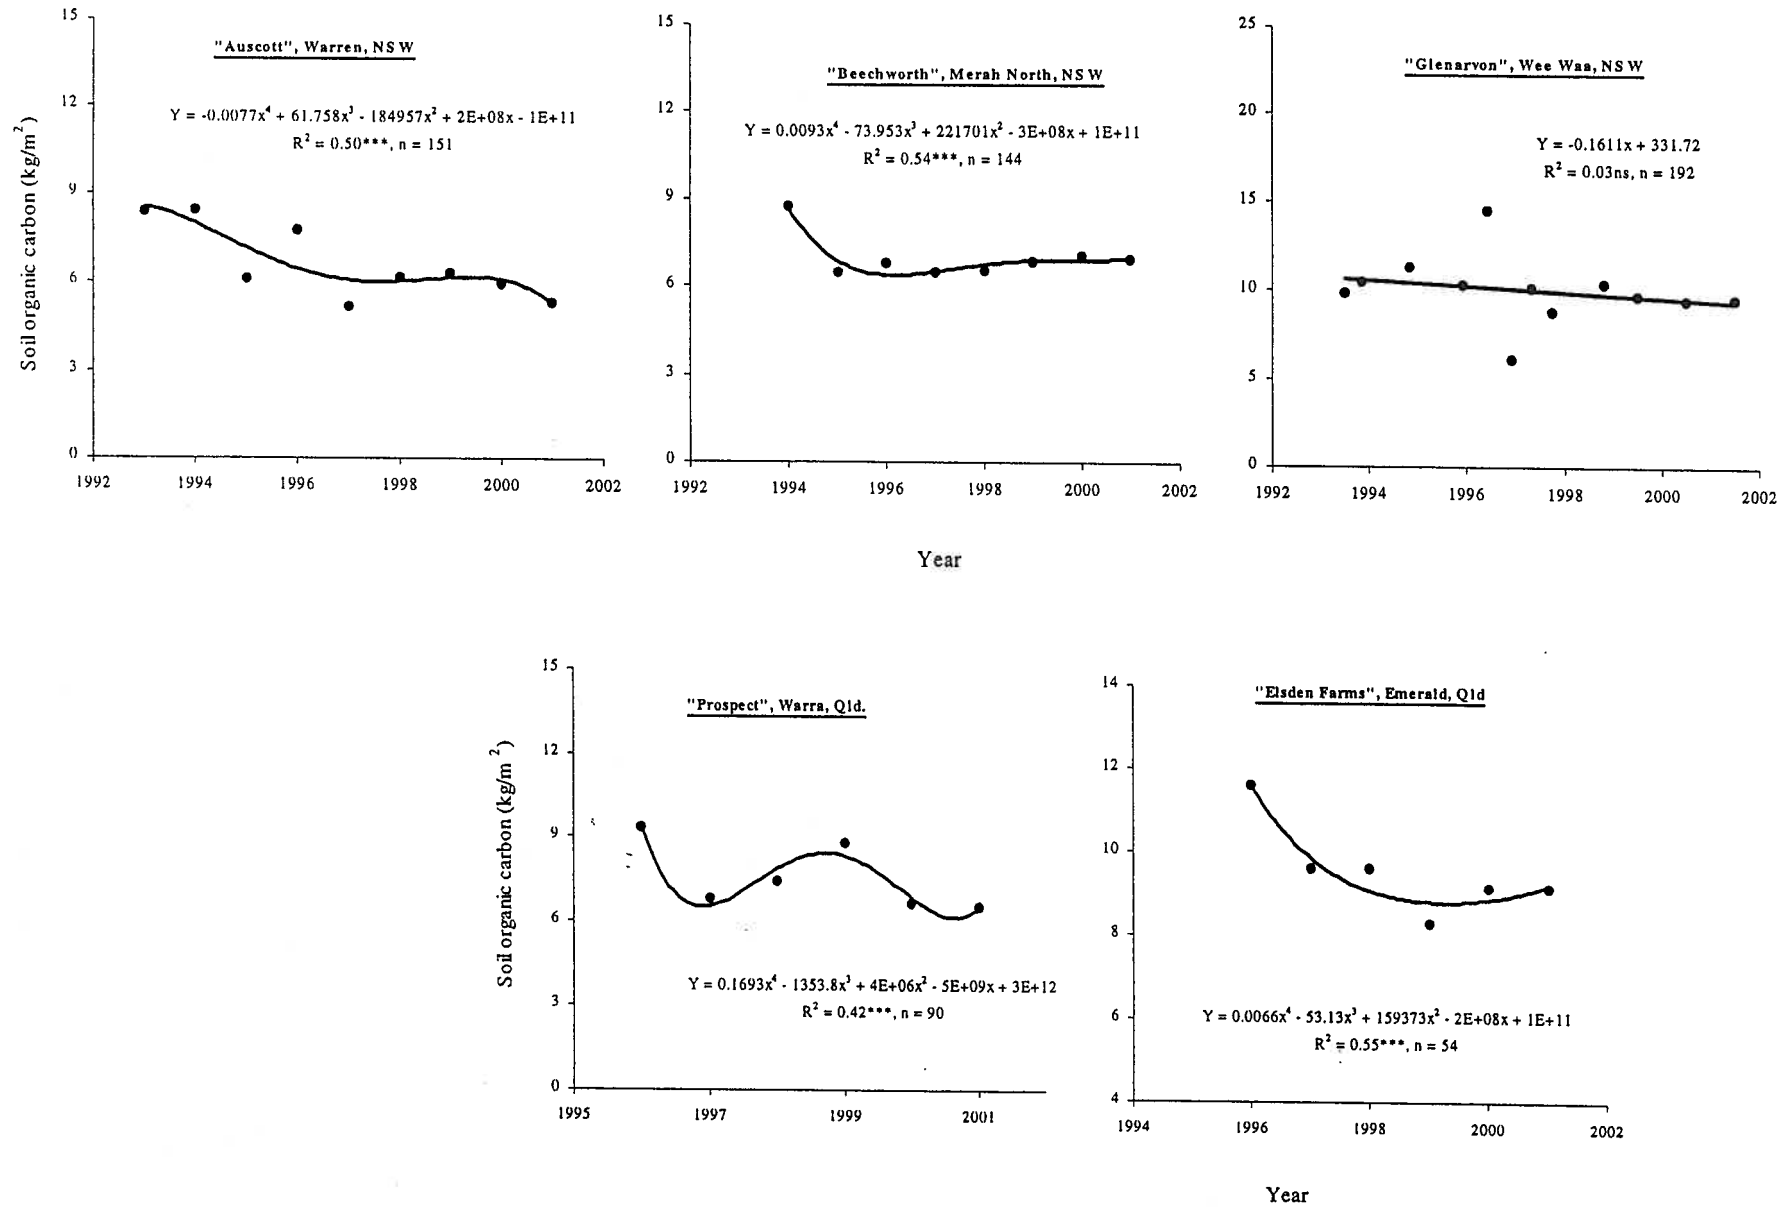 "Auscott", Warren, NSW
Y = -0.0077x⁴ + 61.758x³ - 184957x² + 2E+08x - 1E+11
R² = 0.50***, n = 151
Soil organic carbon (kg/m²)
15
12
9
6
3
0
1992 1994 1996 1998 2000 2002
"Beechworth", Merah North, NSW
Y = 0.0093x⁴ - 73.953x³ + 221701x² - 3E+08x + 1E+11
R² = 0.54***, n = 144
15
12
9
6
3
0
1992 1994 1996 1998 2000 2002
"Glenarvon", Wee Waa, NSW
Y = -0.1611x + 331.72
R² = 0.03ns, n = 192
25
20
15
10
5
0
1992 1994 1996 1998 2000 2002
Year
"Prospect", Warra, Qld.
Soil organic carbon (kg/m²)
15
12
9
6
3
0
Y = 0.1693x⁴ - 1353.8x³ + 4E+06x² - 5E+09x + 3E+12
R² = 0.42***, n = 90
1995 1997 1999 2001
"Elsden Farms", Emerald, Qld
14
12
10
8
6
4
Y = 0.0066x⁴ - 53.13x³ + 159373x² - 2E+08x + 1E+11
R² = 0.55***, n = 54
1994 1996 1998 2000 2002
Year